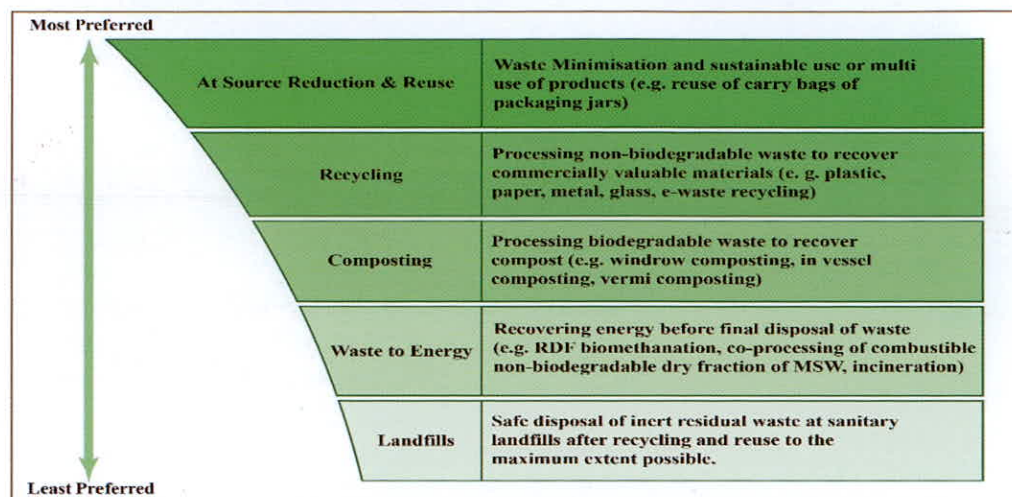 Most Preferred
At Source Reduction & Reuse
Waste Minimisation and sustainable use or multi
use of products (e.g. reuse of carry bags of
packaging jars)
Recycling
Processing non-biodegradable waste to recover
commercially valuable materials (e. g. plastic,
paper, metal, glass, e-waste recycling)
Composting
Processing biodegradable waste to recover
compost (e.g. windrow composting, in vessel
composting, vermi composting)
Waste to Energy
Recovering energy before final disposal of waste
(e.g. RDF biomethanation, co-processing of combustible
non-biodegradable dry fraction of MSW, incineration)
Landfills
Safe disposal of inert residual waste at sanitary
landfills after recycling and reuse to the
maximum extent possible.
Least Preferred